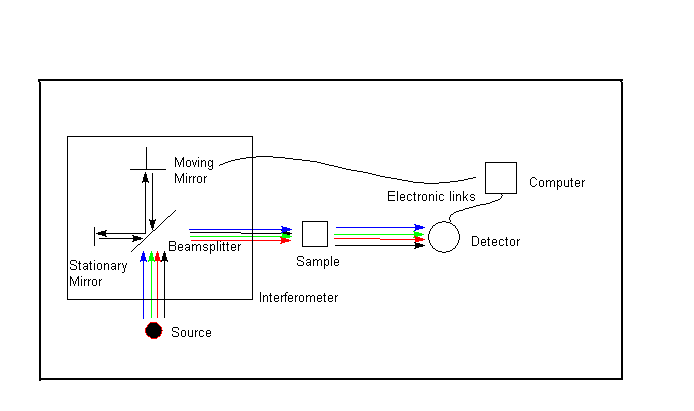 Moving
Mirror
Computer
Electronic links
Beamsplitter
Detector
Stationary
Mirror
Sample
Interferometer
Source